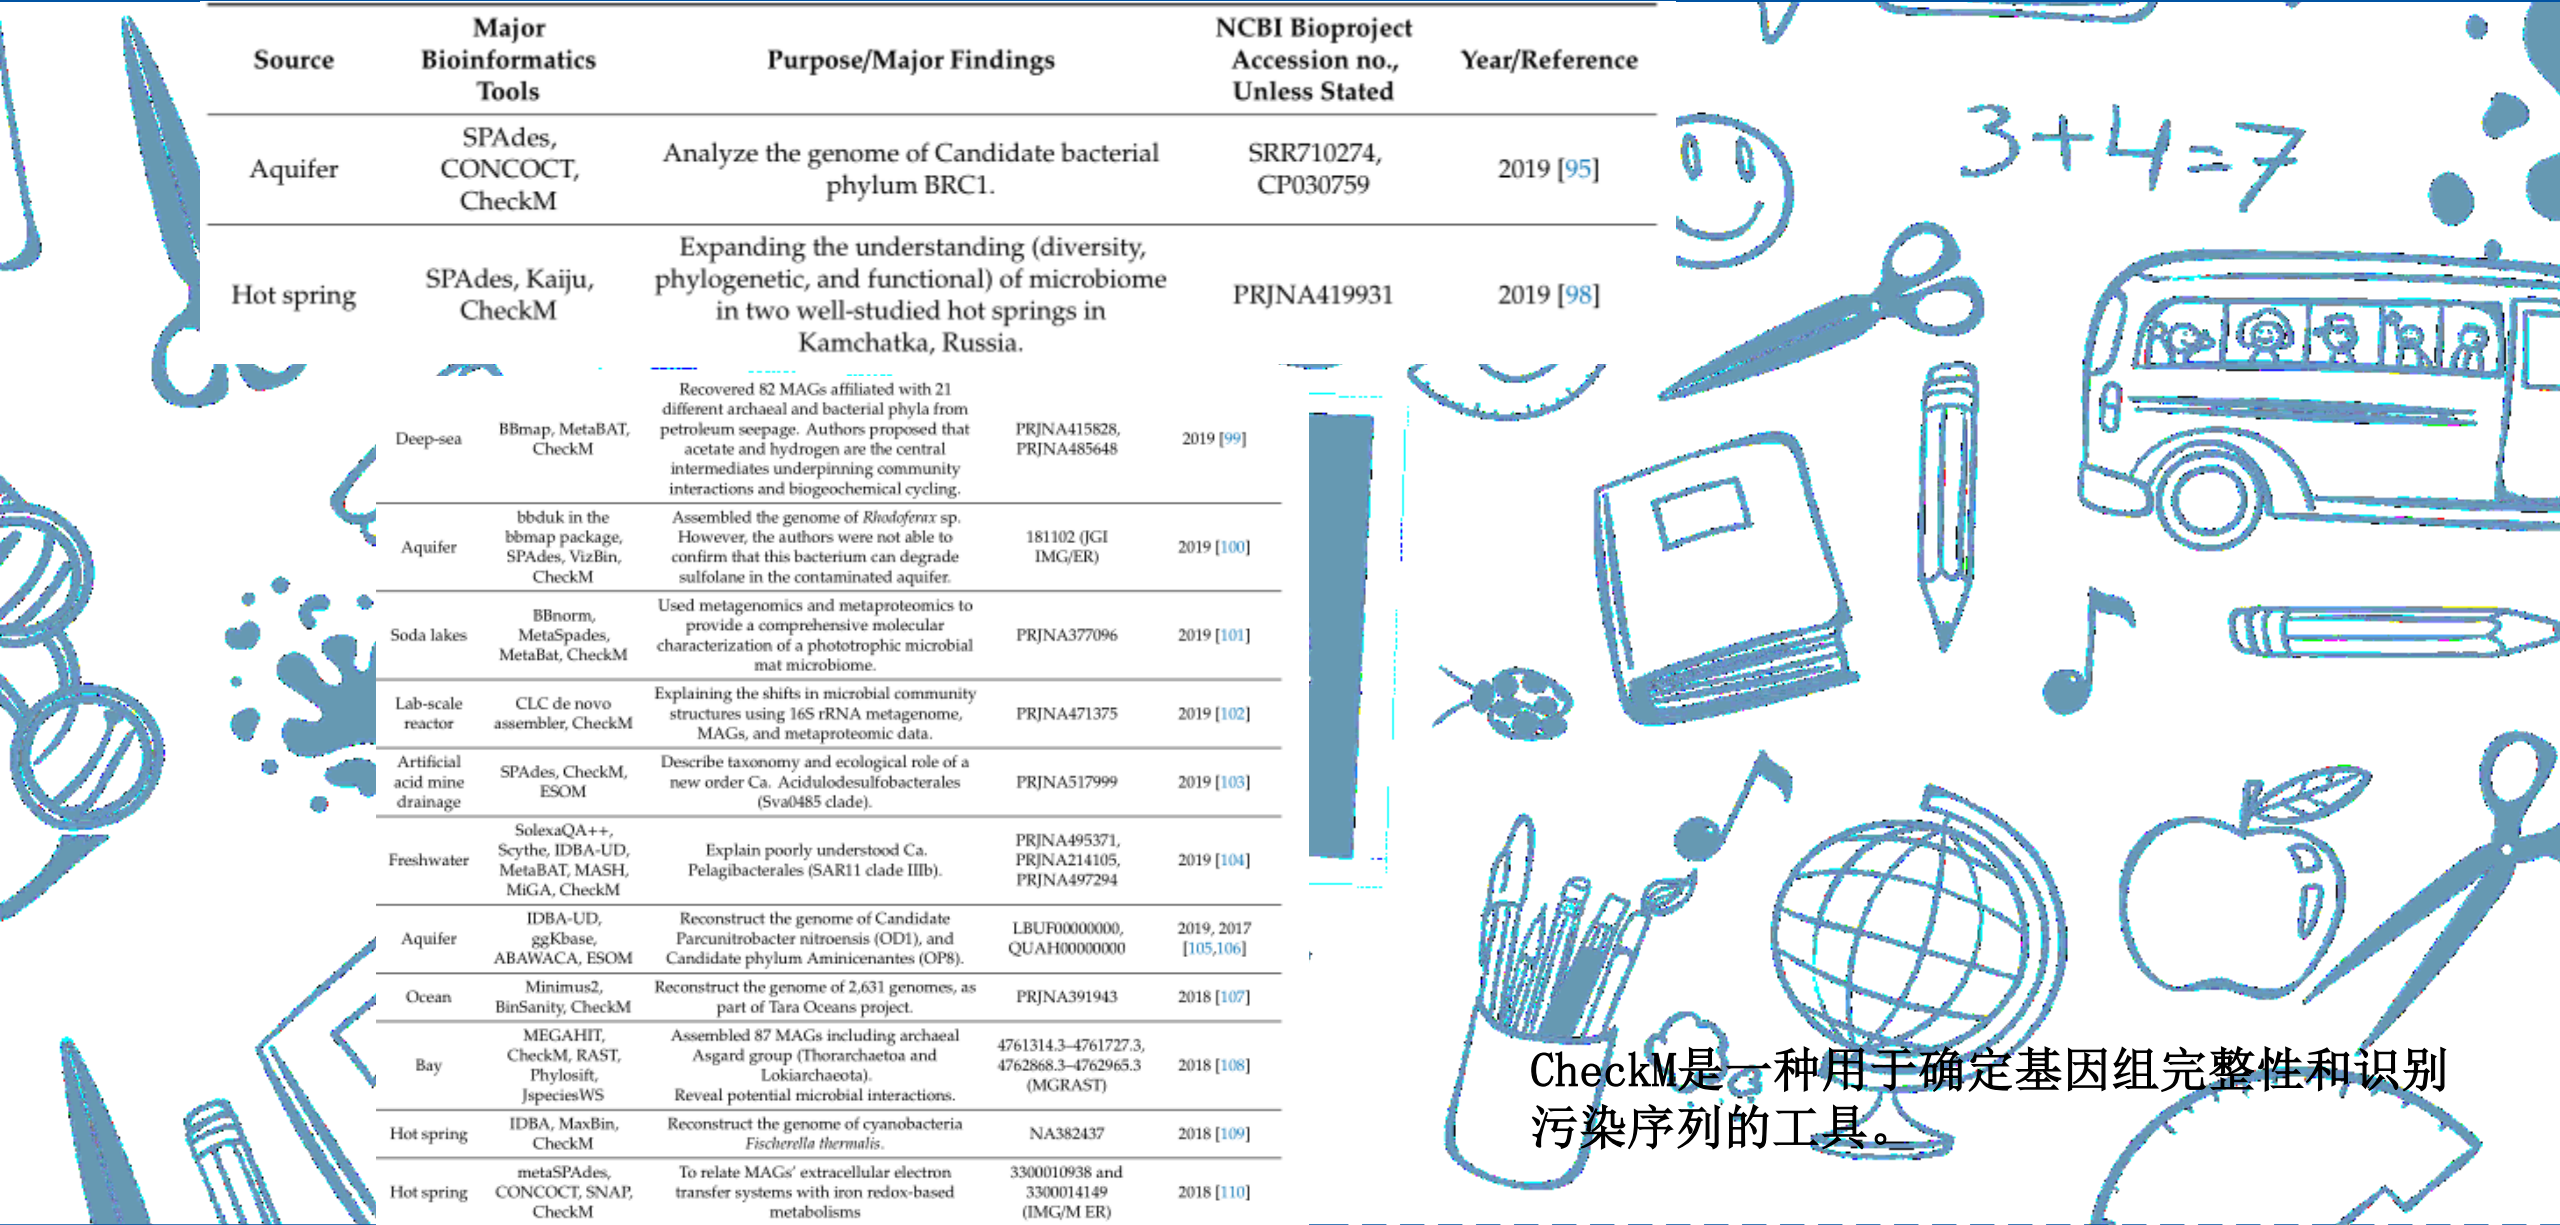 Source
Major
Bioinformatics
Tools
Purpose/Major Findings
NCBI Bioproject
Accession no.,
Unless Stated
Year/Reference
Aquifer
SPAdes,
CONCOCT,
CheckM
Analyze the genome of Candidate bacterial
phylum BRC1.
SRR710274,
CP030759
2019 [95]
Hot spring
SPAdes, Kaiju,
CheckM
Expanding the understanding (diversity,
phylogenetic, and functional) of microbiome
in two well-studied hot springs in
Kamchatka, Russia.
PRJNA419931
2019 [98]
Deep-sea
BBmap, MetaBAT,
CheckM
Recovered 82 MAGs affiliated with 21
different archaeal and bacterial phyla from
petroleum seepage. Authors proposed that
acetate and hydrogen are the central
intermediates underpinning community
interactions and biogeochemical cycling.
PRJNA415828,
PRJNA485648
2019 [99]
Aquifer
bbduk in the
bbmap package,
SPAdes, VizBin,
CheckM
Assembled the genome of Rhodoferax sp.
However, the authors were not able to
confirm that this bacterium can degrade
sulfolane in the contaminated aquifer.
181102 (JGI
IMG/ER)
2019 [100]
Soda lakes
BBnorm,
MetaSpades,
MetaBat, CheckM
Used metagenomics and metaproteomics to
provide a comprehensive molecular
characterization of a phototrophic microbial
mat microbiome.
PRJNA377096
2019 [101]
Lab-scale
reactor
CLC de novo
assembler, CheckM
Explaining the shifts in microbial community
structures using 16S rRNA metagenome,
MAGs, and metaproteomic data.
PRJNA471375
2019 [102]
Artificial
acid mine
drainage
SPAdes, CheckM,
ESOM
Describe taxonomy and ecological role of a
new order Ca. Acidulodesulfobacterales
(Sva0485 clade).
PRJNA517999
2019 [103]
Freshwater
SolexaQA++,
Scythe, IDBA-UD,
MetaBAT, MASH,
MiGA, CheckM
Explain poorly understood Ca.
Pelagibacterales (SAR11 clade IIIb).
PRJNA495371,
PRJNA214105,
PRJNA497294
2019 [104]
Aquifer
IDBA-UD,
ggKbase,
ABAWACA, ESOM
Reconstruct the genome of Candidate
Parcunitrobacter nitroensis (OD1), and
Candidate phylum Aminicenantes (OP8).
LBUF00000000,
QUAH00000000
2019, 2017
[105,106]
Ocean
Minimus2,
BinSanity, CheckM
Reconstruct the genome of 2,631 genomes, as
part of Tara Oceans project.
PRJNA391943
2018 [107]
Bay
MEGAHIT,
CheckM, RAST,
Phylosift,
JspeciesWS
Assembled 87 MAGs including archaeal
Asgard group (Thorarchaetoa and
Lokiarchaeota).
Reveal potential microbial interactions.
4761314.3–4761727.3,
4762868.3–4762965.3
(MGRAST)
2018 [108]
Hot spring
IDBA, MaxBin,
CheckM
Reconstruct the genome of cyanobacteria
Fischerella thermalis.
NA382437
2018 [109]
Hot spring
metaSPAdes,
CONCOCT, SNAP,
CheckM
To relate MAGs' extracellular electron
transfer systems with iron redox-based
metabolisms
3300010938 and
3300014149
(IMG/M ER)
2018 [110]
3+4=7
CheckM是一种用于确定基因组完整性和识别
污染序列的工具。